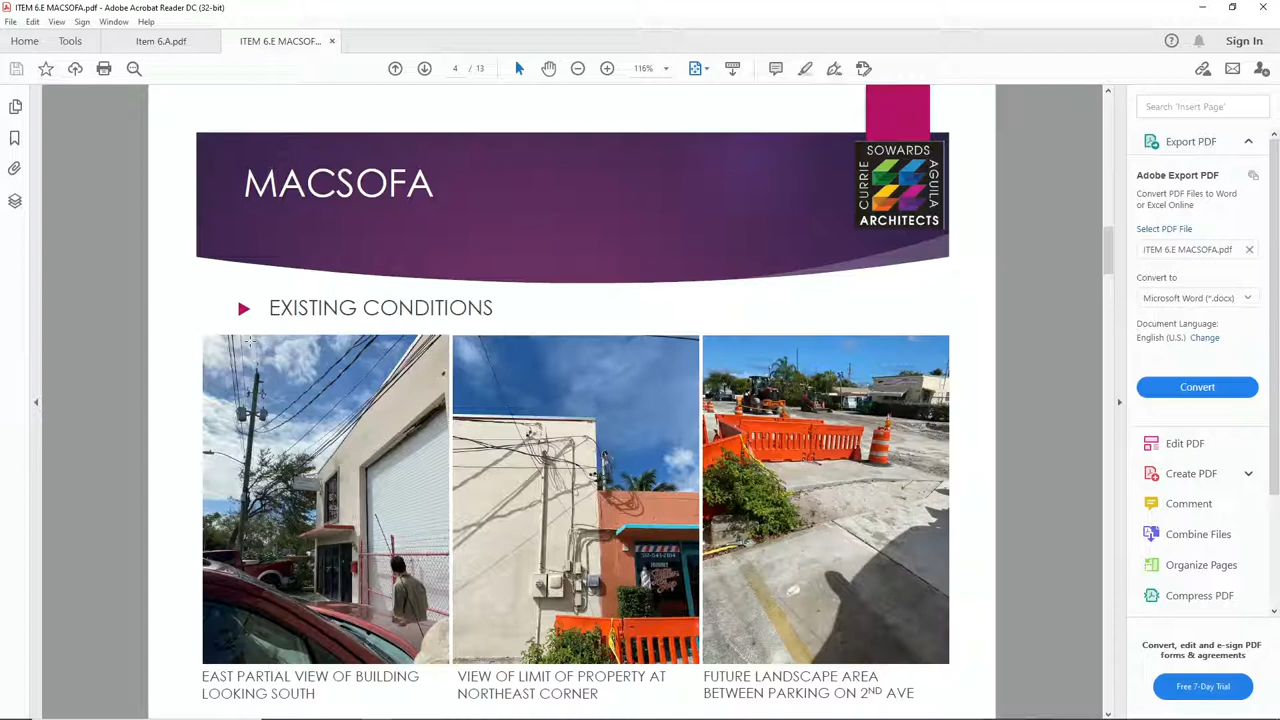 ITEM 6.E MACSOFA.pdf - Adobe Acrobat Reader DC (32-bit)
File Edit View Sign Window Help
Home Tools Item 6.A.pdf ITEM 6.E MACSOF... × Sign In
4 / 13 116%
Search 'Insert Page'
SOWARDS
CURRIE
AGUILA
ARCHITECTS
MACSOFA
EXISTING CONDITIONS
EAST PARTIAL VIEW OF BUILDING
LOOKING SOUTH
VIEW OF LIMIT OF PROPERTY AT
NORTHEAST CORNER
FUTURE LANDSCAPE AREA
BETWEEN PARKING ON 2ND AVE
Export PDF
Adobe Export PDF
Convert PDF Files to Word
or Excel Online
Select PDF File
ITEM 6.E MACSOFA.pdf
Convert to
Microsoft Word (*.docx)
Document Language:
English (U.S.) Change
Convert
Edit PDF
Create PDF
Comment
Combine Files
Organize Pages
Compress PDF
Convert, edit and e-sign PDF
forms & agreements
Free 7-Day Trial